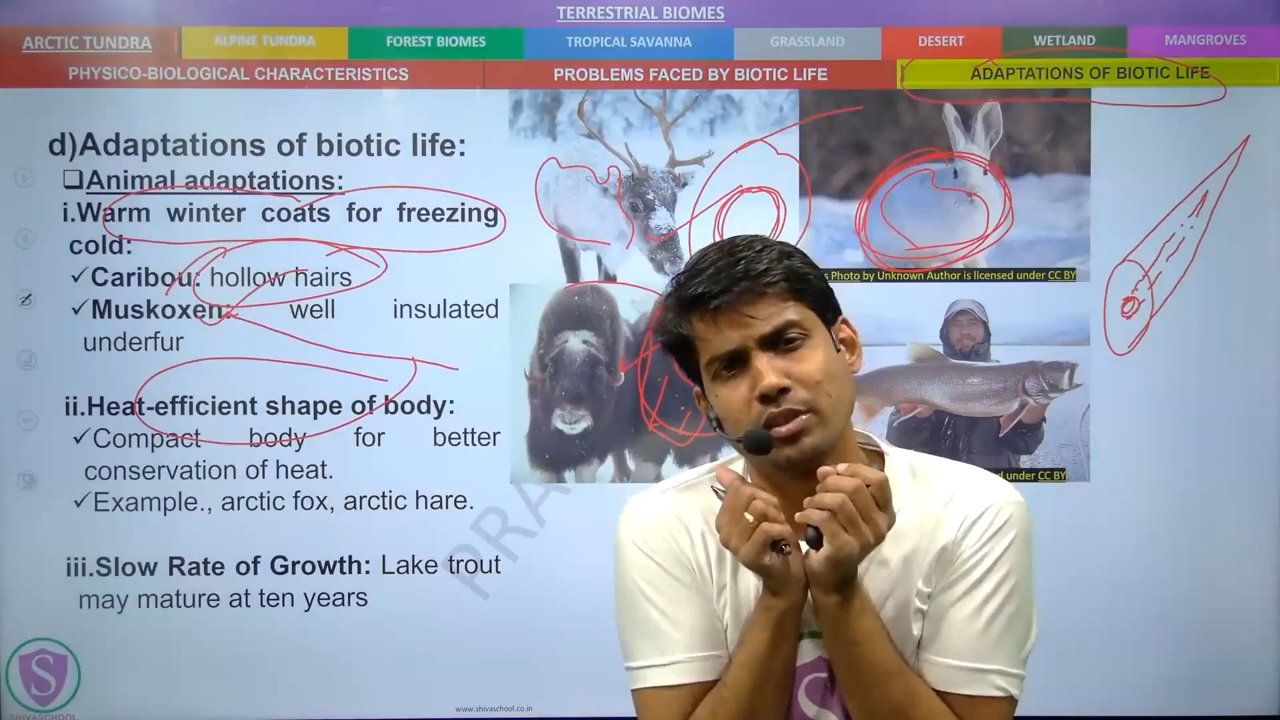 TERRESTRIAL BIOMES
ARCTIC TUNDRA ALPINE TUNDRA FOREST BIOMES TROPICAL SAVANNA GRASSLAND DESERT WETLAND MANGROVES
PHYSICO-BIOLOGICAL CHARACTERISTICS PROBLEMS FACED BY BIOTIC LIFE ADAPTATIONS OF BIOTIC LIFE
d)Adaptations of biotic life:
❑Animal adaptations:
i.Warm winter coats for freezing
cold:
✓Caribou: hollow hairs
✓Muskoxen: well insulated
underfur
ii.Heat-efficient shape of body:
✓Compact body for better
conservation of heat.
✓Example., arctic fox, arctic hare.
iii.Slow Rate of Growth: Lake trout
may mature at ten years
Photo by Unknown Author is licensed under CC BY
under CC BY
PRA
S
SHIVASCHOOL
www.shivaschool.co.in